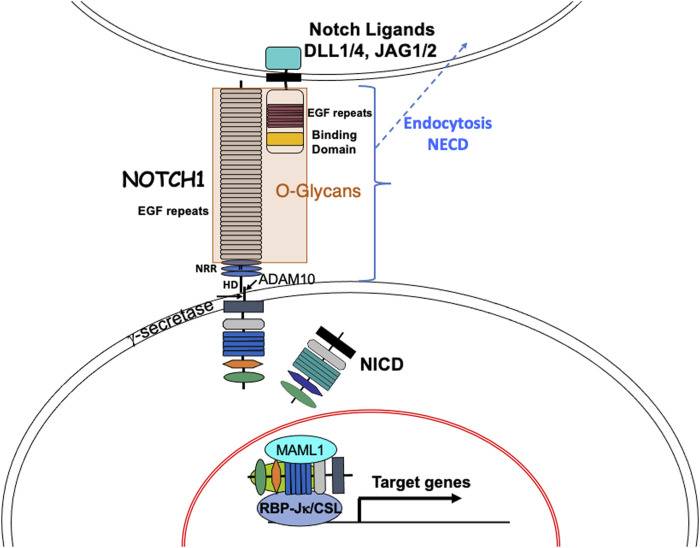 Notch Ligands
DLL1/4, JAG1/2
EGF repeats
Binding
Domain
Endocytosis
NECD
NOTCH1
O-Glycans
EGF repeats
NRR
HD
ADAM10
γ-secretase
NICD
MAML1
RBP-Jκ/CSL
Target genes